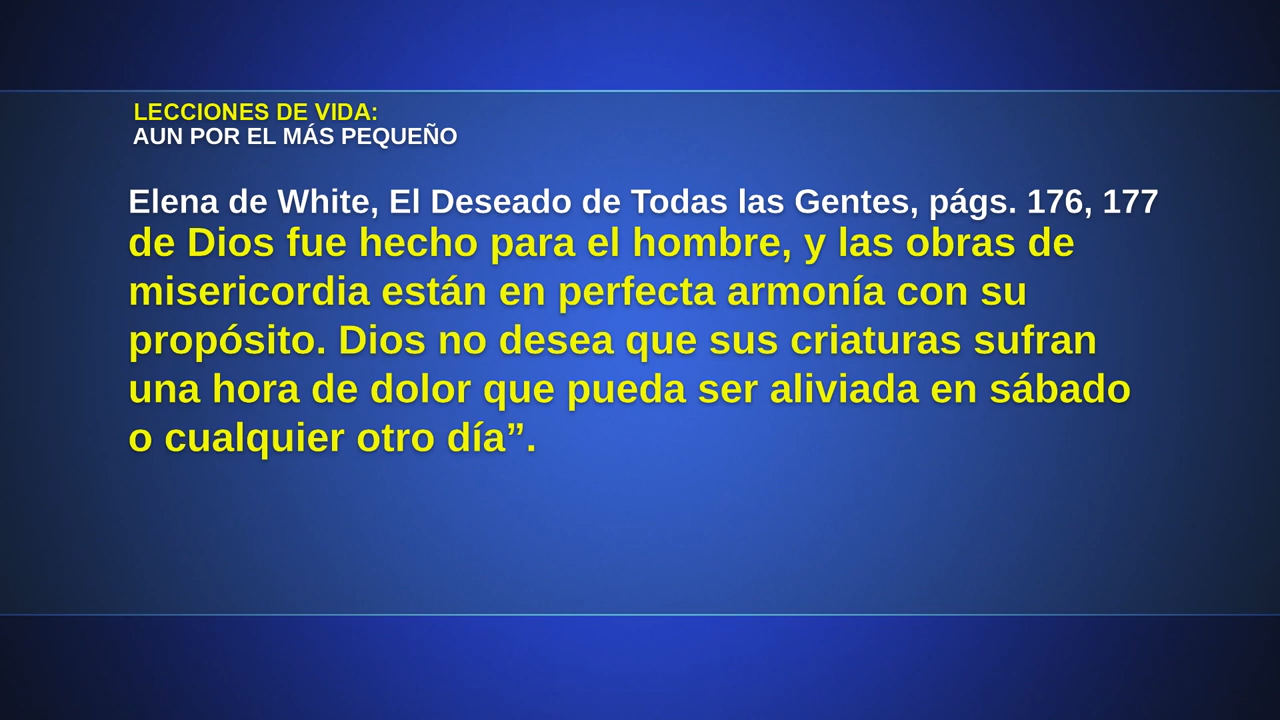 LECCIONES DE VIDA:
AUN POR EL MÁS PEQUEÑO
Elena de White, El Deseado de Todas las Gentes, págs. 176, 177
de Dios fue hecho para el hombre, y las obras de
misericordia están en perfecta armonía con su
propósito. Dios no desea que sus criaturas sufran
una hora de dolor que pueda ser aliviada en sábado
o cualquier otro día”.